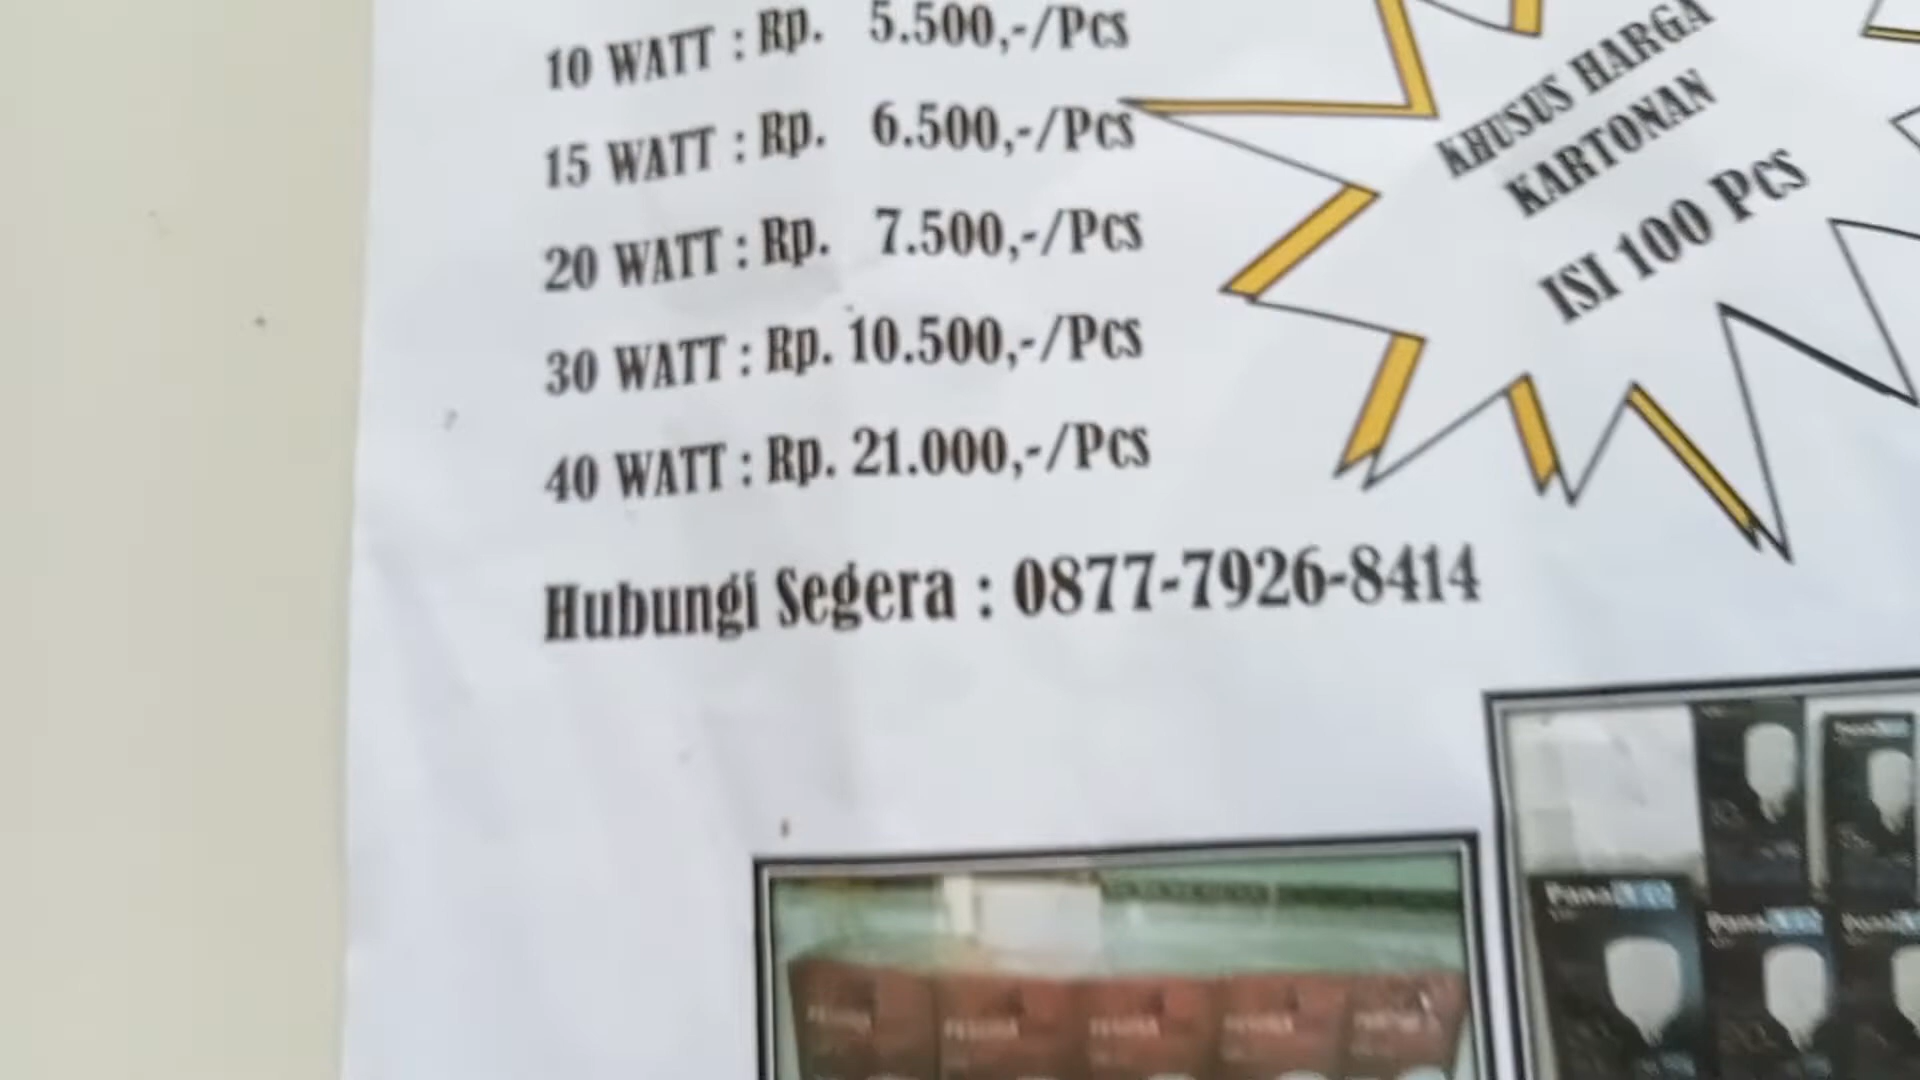 10 WATT : Rp. 5.500,-/Pcs
15 WATT : Rp. 6.500,-/Pcs
20 WATT : Rp. 7.500,-/Pcs
30 WATT : Rp. 10.500,-/Pcs
40 WATT : Rp. 21.000,-/Pcs
KHUSUS HARGA
KARTONAN
ISI 100 Pcs
Hubungi Segera : 0877-7926-8414